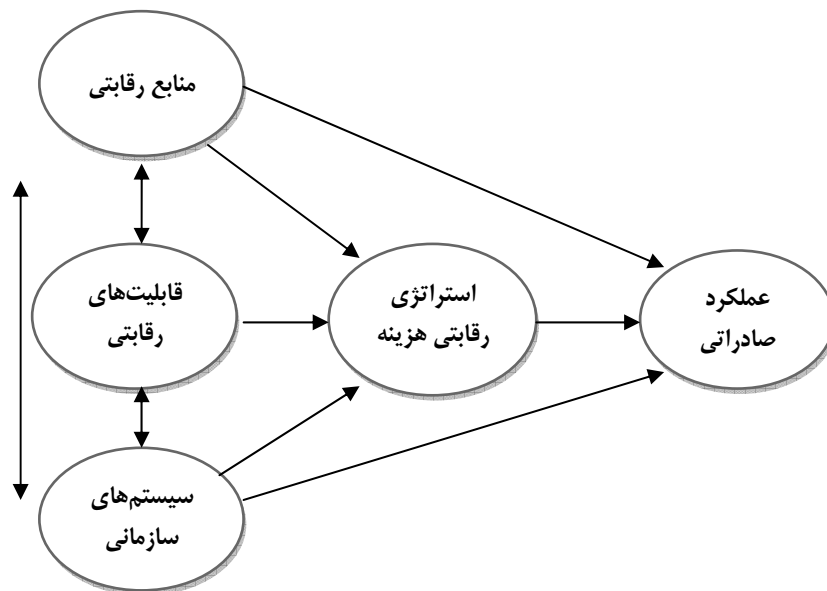 منابع رقابتی
قابلیت‌های
رقابتی
استراتژی
رقابتی هزینه
عملکرد
صادراتی
سیستم‌های
سازمانی